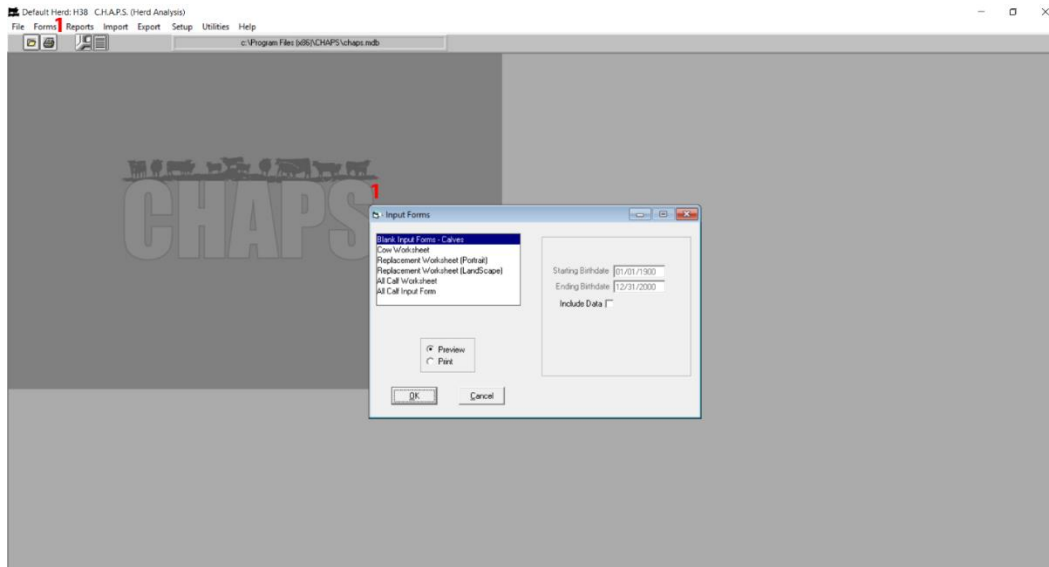 Default Herd: H38 C.H.A.P.S. (Herd Analysis)
File Forms Reports Import Export Setup Utilities Help
1
c:\Program Files (x86)\CHAPS\chaps.mdb
CHAPS
1
Input Forms
Blank Input Forms - Calves
Cow Worksheet
Replacement Worksheet (Portrait)
Replacement Worksheet (LandScape)
All Calf Worksheet
All Calf Input Form
Starting Birthdate 01/01/1900
Ending Birthdate 12/31/2000
Include Data
Preview
Print
OK Cancel